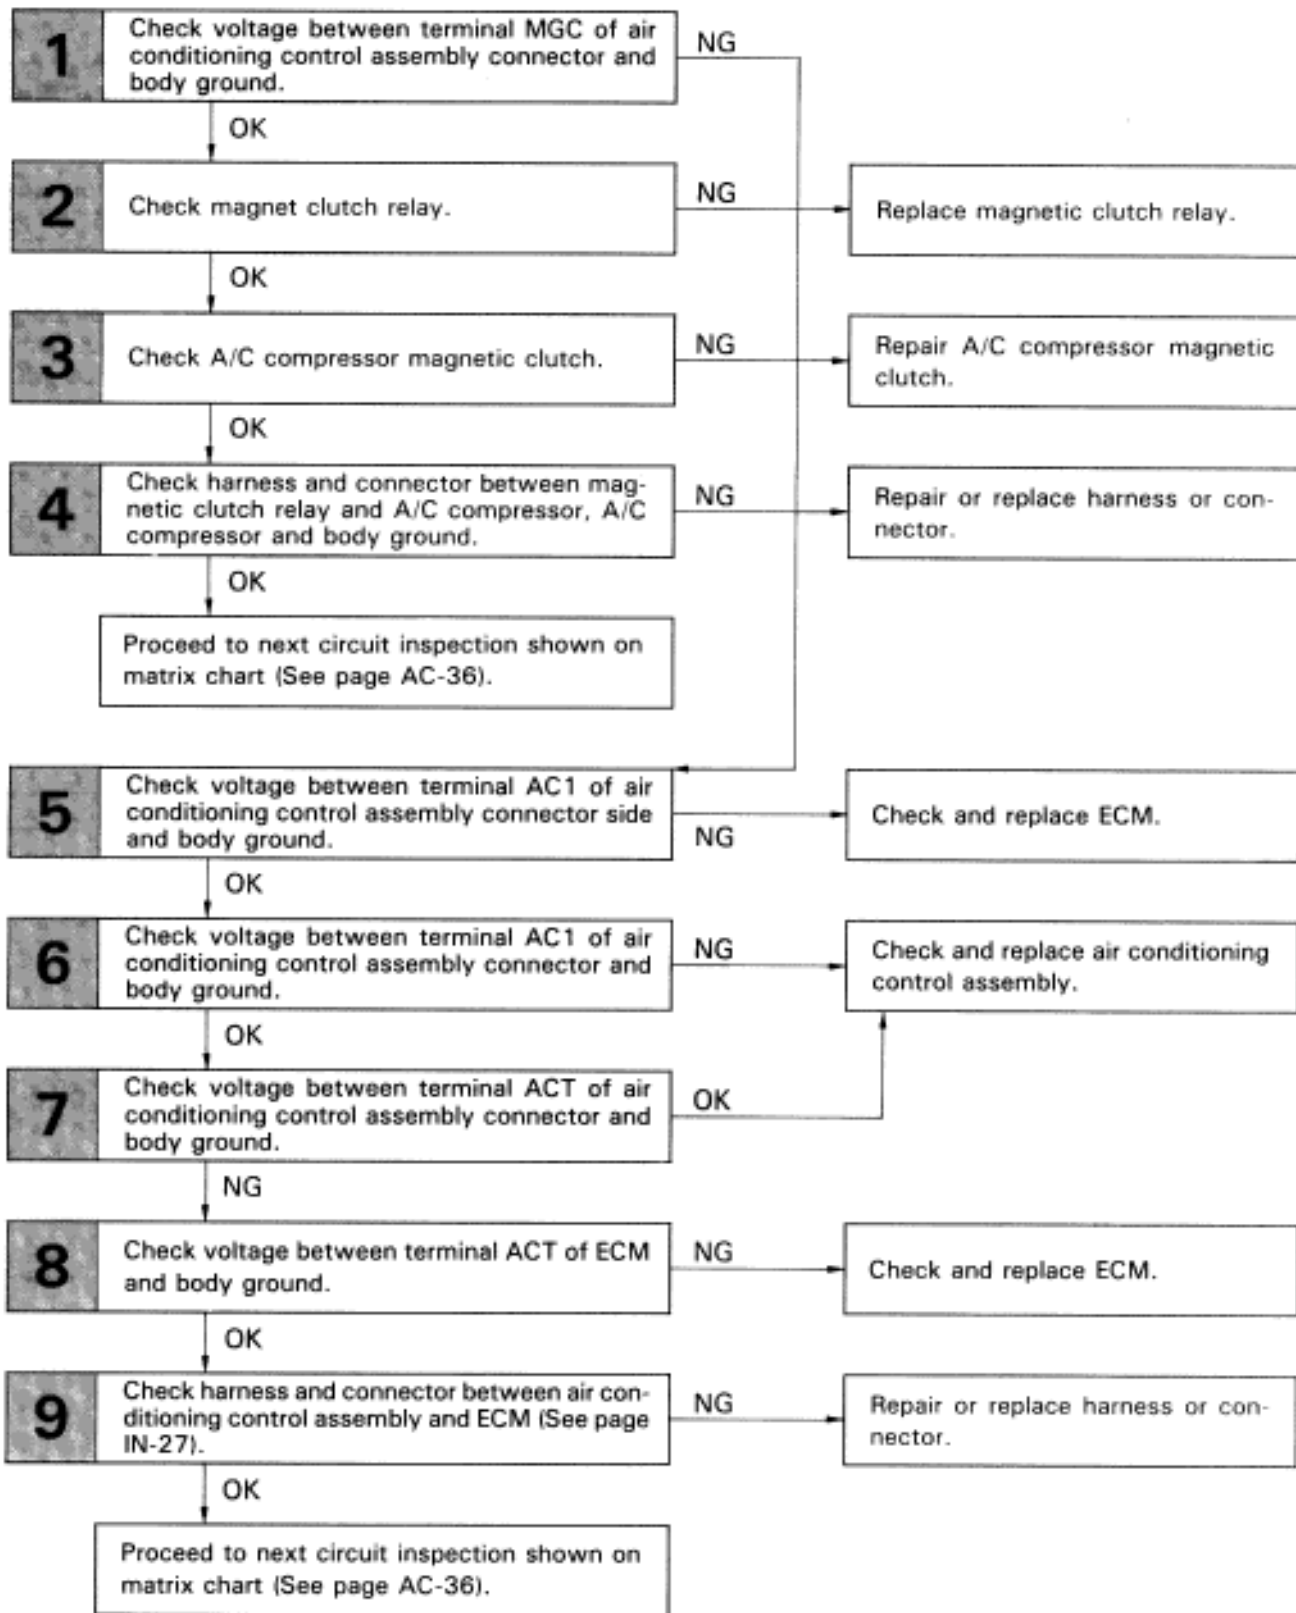 1
Check voltage between terminal MGC of air
conditioning control assembly connector and
body ground.
NG
OK
2
Check magnet clutch relay.
NG
Replace magnetic clutch relay.
OK
3
Check A/C compressor magnetic clutch.
NG
Repair A/C compressor magnetic
clutch.
OK
4
Check harness and connector between mag-
netic clutch relay and A/C compressor, A/C
compressor and body ground.
NG
Repair or replace harness or con-
nector.
OK
Proceed to next circuit inspection shown on
matrix chart (See page AC-36).
5
Check voltage between terminal AC1 of air
conditioning control assembly connector side
and body ground.
NG
Check and replace ECM.
OK
6
Check voltage between terminal AC1 of air
conditioning control assembly connector and
body ground.
NG
Check and replace air conditioning
control assembly.
OK
7
Check voltage between terminal ACT of air
conditioning control assembly connector and
body ground.
OK
NG
8
Check voltage between terminal ACT of ECM
and body ground.
NG
Check and replace ECM.
OK
9
Check harness and connector between air con-
ditioning control assembly and ECM (See page
IN-27).
NG
Repair or replace harness or con-
nector.
OK
Proceed to next circuit inspection shown on
matrix chart (See page AC-36).